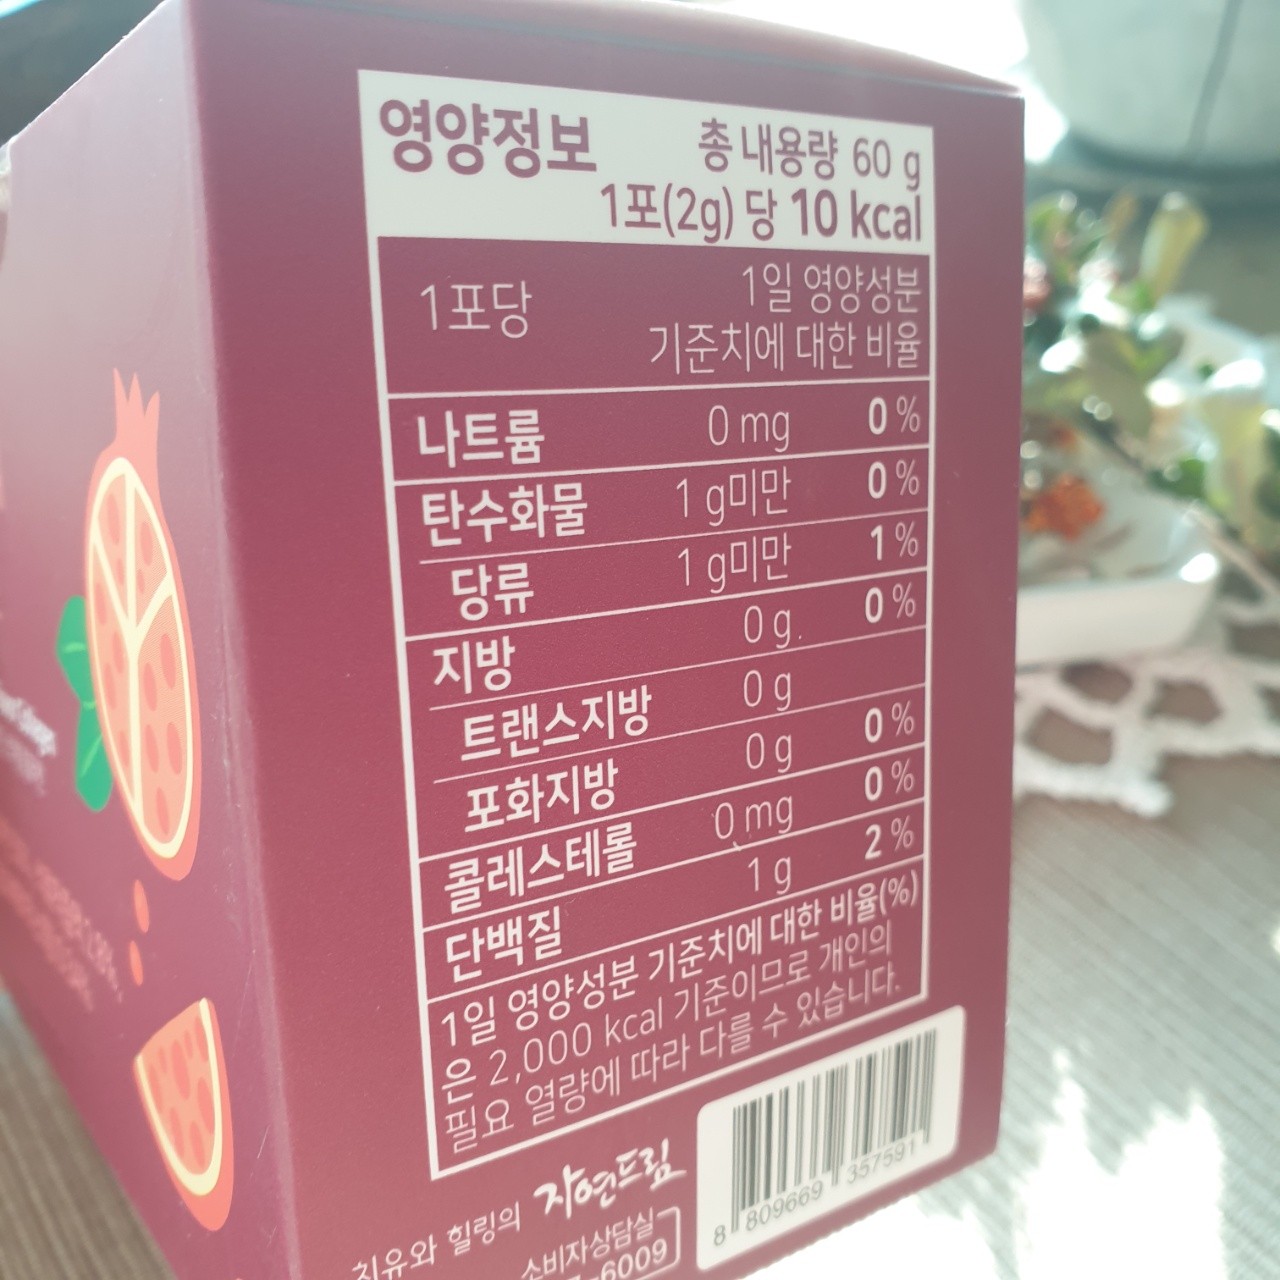 영양정보
총 내용량 60 g
1포(2g) 당 10 kcal
1포당
1일 영양성분
기준치에 대한 비율
나트륨 0 mg 0 %
탄수화물 1 g미만 0 %
당류 1 g미만 1 %
지방 0 g 0 %
트랜스지방 0 g
포화지방 0 g 0 %
콜레스테롤 0 mg 0 %
단백질 1 g 2 %
1일 영양성분 기준치에 대한 비율(%)
은 2,000 kcal 기준이므로 개인의
필요 열량에 따라 다를 수 있습니다.
치유와 힐링의 자연드림
소비자상담실
-6009
8 809669 357591